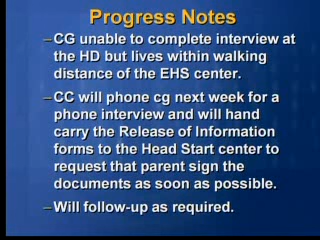 Progress Notes
– CG unable to complete interview at
the HD but lives within walking
distance of the EHS center.
– CC will phone cg next week for a
phone interview and will hand
carry the Release of Information
forms to the Head Start center to
request that parent sign the
documents as soon as possible.
– Will follow-up as required.